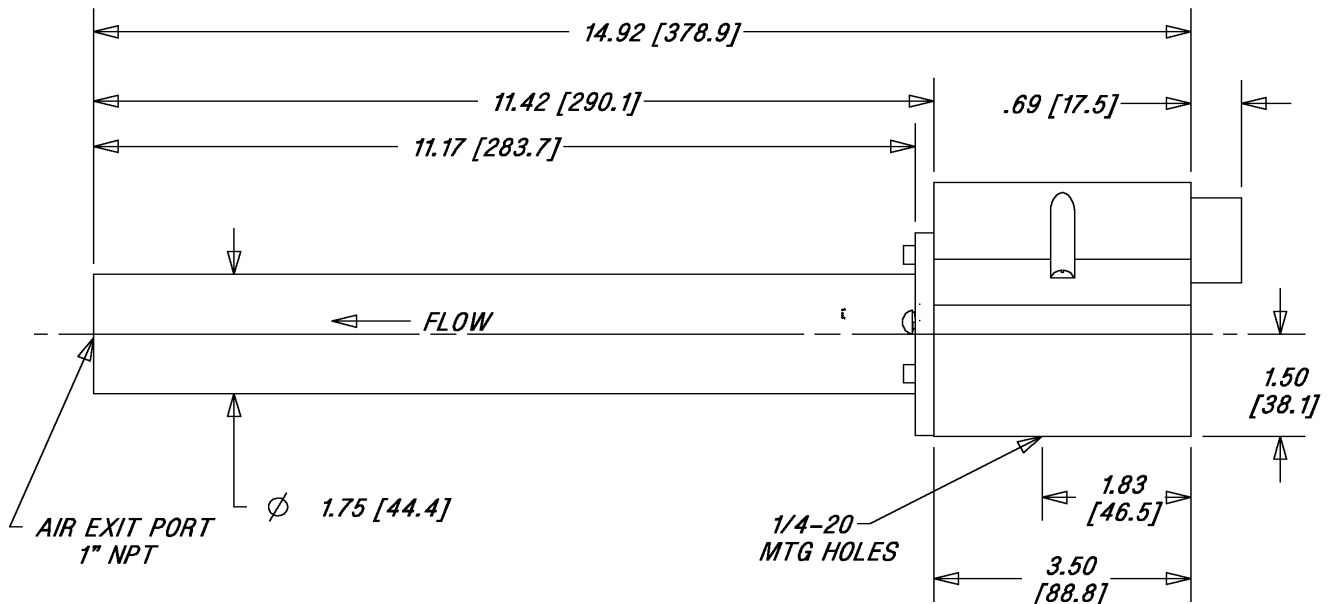 14.92 [378.9]
11.42 [290.1]
.69 [17.5]
11.17 [283.7]
FLOW
1.50
[38.1]
Ø 1.75 [44.4]
AIR EXIT PORT
1" NPT
1/4-20
MTG HOLES
1.83
[46.5]
3.50
[88.8]